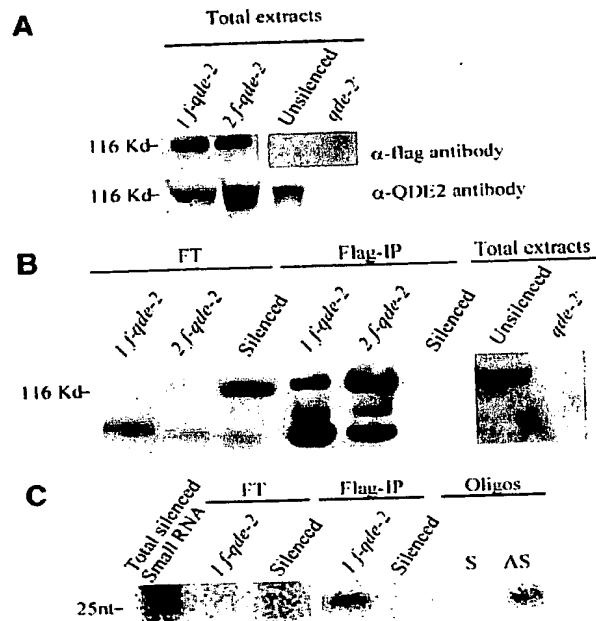 A
Total extracts
1 f-qde-2
2 f-qde-2
Unsilenced
qde-2-
116 Kd-
α-flag antibody
116 Kd-
α-QDE2 antibody
B
FT
Flag-IP
Total extracts
1 f-qde-2
2 f-qde-2
Silenced
1 f-qde-2
2 f-qde-2
Silenced
Unsilenced
qde-2-
116 Kd-
C
Total silenced
Small RNA
FT
Flag-IP
Oligos
1 f-qde-2
Silenced
1 f-qde-2
Silenced
S
AS
25nt-